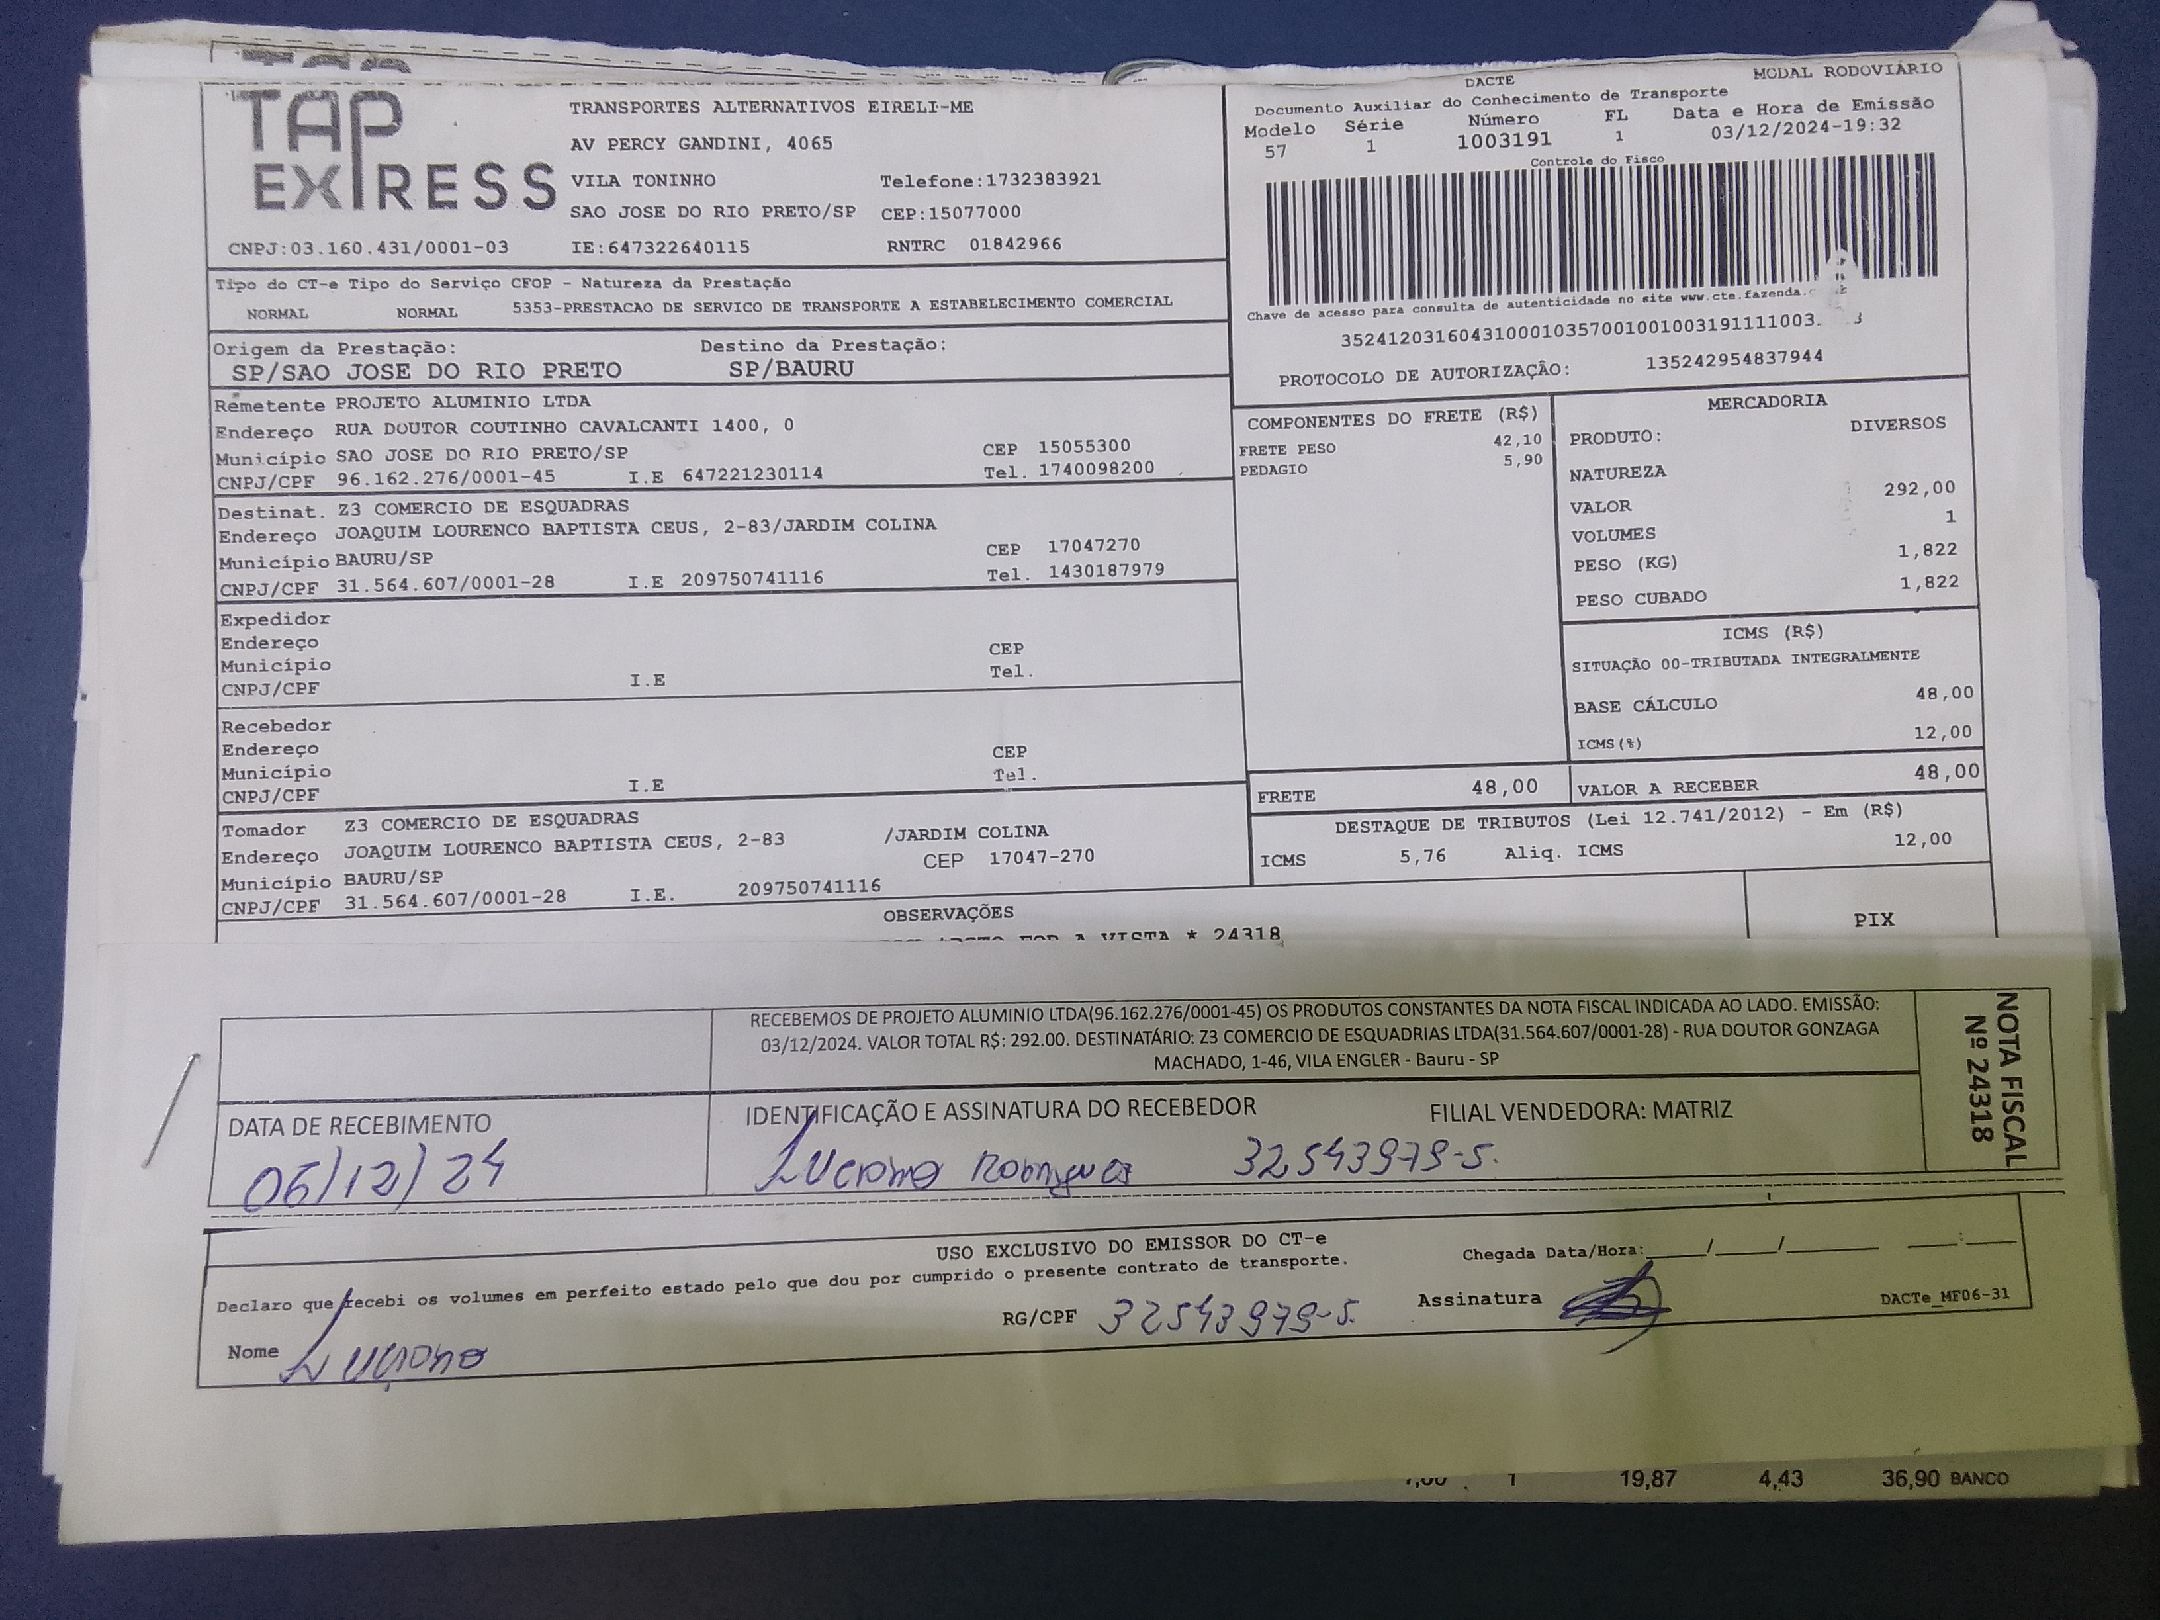 TAP EXPRESS
TRANSPORTES ALTERNATIVOS EIRELI-ME
AV PERCY GANDINI, 4065
VILA TONINHO Telefone:1732383921
SAO JOSE DO RIO PRETO/SP CEP:15077000
CNPJ:03.160.431/0001-03 IE:647322640115 RNTRC 01842966
DACTE MODAL RODOVIÁRIO
Documento Auxiliar do Conhecimento de Transporte
Modelo Série Número FL Data e Hora de Emissão
57 1 1003191 1 03/12/2024-19:32
Controle do Fisco
Chave de acesso para consulta de autenticidade no site www.cte.fazenda.
3524120316043100010357001001003191111003. 3
PROTOCOLO DE AUTORIZAÇÃO: 135242954837944
Tipo do CT-e Tipo do Serviço CFOP - Natureza da Prestação
NORMAL NORMAL 5353-PRESTACAO DE SERVICO DE TRANSPORTE A ESTABELECIMENTO COMERCIAL
Origem da Prestação: Destino da Prestação:
SP/SAO JOSE DO RIO PRETO SP/BAURU
Remetente PROJETO ALUMINIO LTDA
Endereço RUA DOUTOR COUTINHO CAVALCANTI 1400, 0
Município SAO JOSE DO RIO PRETO/SP CEP 15055300
CNPJ/CPF 96.162.276/0001-45 I.E 647221230114 Tel. 1740098200
Destinat. Z3 COMERCIO DE ESQUADRAS
Endereço JOAQUIM LOURENCO BAPTISTA CEUS, 2-83/JARDIM COLINA
Município BAURU/SP CEP 17047270
CNPJ/CPF 31.564.607/0001-28 I.E 209750741116 Tel. 1430187979
Expedidor
Endereço
Município CEP
CNPJ/CPF I.E Tel.
Recebedor
Endereço
Município CEP
CNPJ/CPF I.E Tel.
Tomador Z3 COMERCIO DE ESQUADRAS
Endereço JOAQUIM LOURENCO BAPTISTA CEUS, 2-83 /JARDIM COLINA
Município BAURU/SP CEP 17047-270
CNPJ/CPF 31.564.607/0001-28 I.E. 209750741116
COMPONENTES DO FRETE (R$)
FRETE PESO 42,10
PEDAGIO 5,90
MERCADORIA
PRODUTO: DIVERSOS
NATUREZA
VALOR 292,00
VOLUMES 1
PESO (KG) 1,822
PESO CUBADO 1,822
ICMS (R$)
SITUAÇÃO 00-TRIBUTADA INTEGRALMENTE
BASE CÁLCULO 48,00
ICMS(%) 12,00
FRETE 48,00 VALOR A RECEBER 48,00
DESTAQUE DE TRIBUTOS (Lei 12.741/2012) - Em (R$)
ICMS 5,76 Aliq. ICMS 12,00
OBSERVAÇÕES PIX
A VISTA * 24318
RECEBEMOS DE PROJETO ALUMINIO LTDA(96.162.276/0001-45) OS PRODUTOS CONSTANTES DA NOTA FISCAL INDICADA AO LADO. EMISSÃO:
03/12/2024. VALOR TOTAL R$: 292.00. DESTINATÁRIO: Z3 COMERCIO DE ESQUADRIAS LTDA(31.564.607/0001-28) - RUA DOUTOR GONZAGA
MACHADO, 1-46, VILA ENGLER - Bauru - SP
NOTA FISCAL
Nº 24318
DATA DE RECEBIMENTO IDENTIFICAÇÃO E ASSINATURA DO RECEBEDOR FILIAL VENDEDORA: MATRIZ
06/12/24 Luciano Rodrigues 32543979-5.
USO EXCLUSIVO DO EMISSOR DO CT-e
Chegada Data/Hora:____/____/______ ___:___
Declaro que recebi os volumes em perfeito estado pelo que dou por cumprido o presente contrato de transporte.
Nome Luciano RG/CPF 32543979-5. Assinatura DACTe_MF06-31
1 19,87 4,43 36,90 BANCO